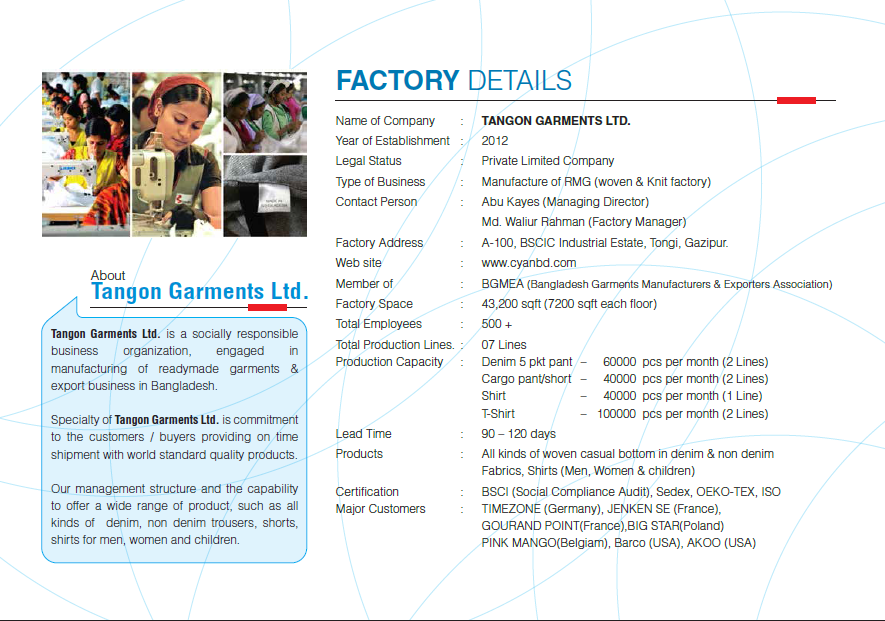 FACTORY DETAILS
Name of Company : TANGON GARMENTS LTD.
Year of Establishment : 2012
Legal Status : Private Limited Company
Type of Business : Manufacture of RMG (woven & Knit factory)
Contact Person : Abu Kayes (Managing Director)
Md. Waliur Rahman (Factory Manager)
Factory Address : A-100, BSCIC Industrial Estate, Tongi, Gazipur.
Web site : www.cyanbd.com
Member of : BGMEA (Bangladesh Garments Manufacturers & Exporters Association)
Factory Space : 43,200 sqft (7200 sqft each floor)
Total Employees : 500 +
Total Production Lines. : 07 Lines
Production Capacity : Denim 5 pkt pant – 60000 pcs per month (2 Lines)
Cargo pant/short – 40000 pcs per month (2 Lines)
Shirt – 40000 pcs per month (1 Line)
T-Shirt – 100000 pcs per month (2 Lines)
Lead Time : 90 – 120 days
Products : All kinds of woven casual bottom in denim & non denim
Fabrics, Shirts (Men, Women & children)
Certification : BSCI (Social Compliance Audit), Sedex, OEKO-TEX, ISO
Major Customers : TIMEZONE (Germany), JENKEN SE (France),
GOURAND POINT(France),BIG STAR(Poland)
PINK MANGO(Belgiam), Barco (USA), AKOO (USA)
About
Tangon Garments Ltd.
Tangon Garments Ltd. is a socially responsible
business organization, engaged in
manufacturing of readymade garments &
export business in Bangladesh.
Specialty of Tangon Garments Ltd. is commitment
to the customers / buyers providing on time
shipment with world standard quality products.
Our management structure and the capability
to offer a wide range of product, such as all
kinds of denim, non denim trousers, shorts,
shirts for men, women and children.